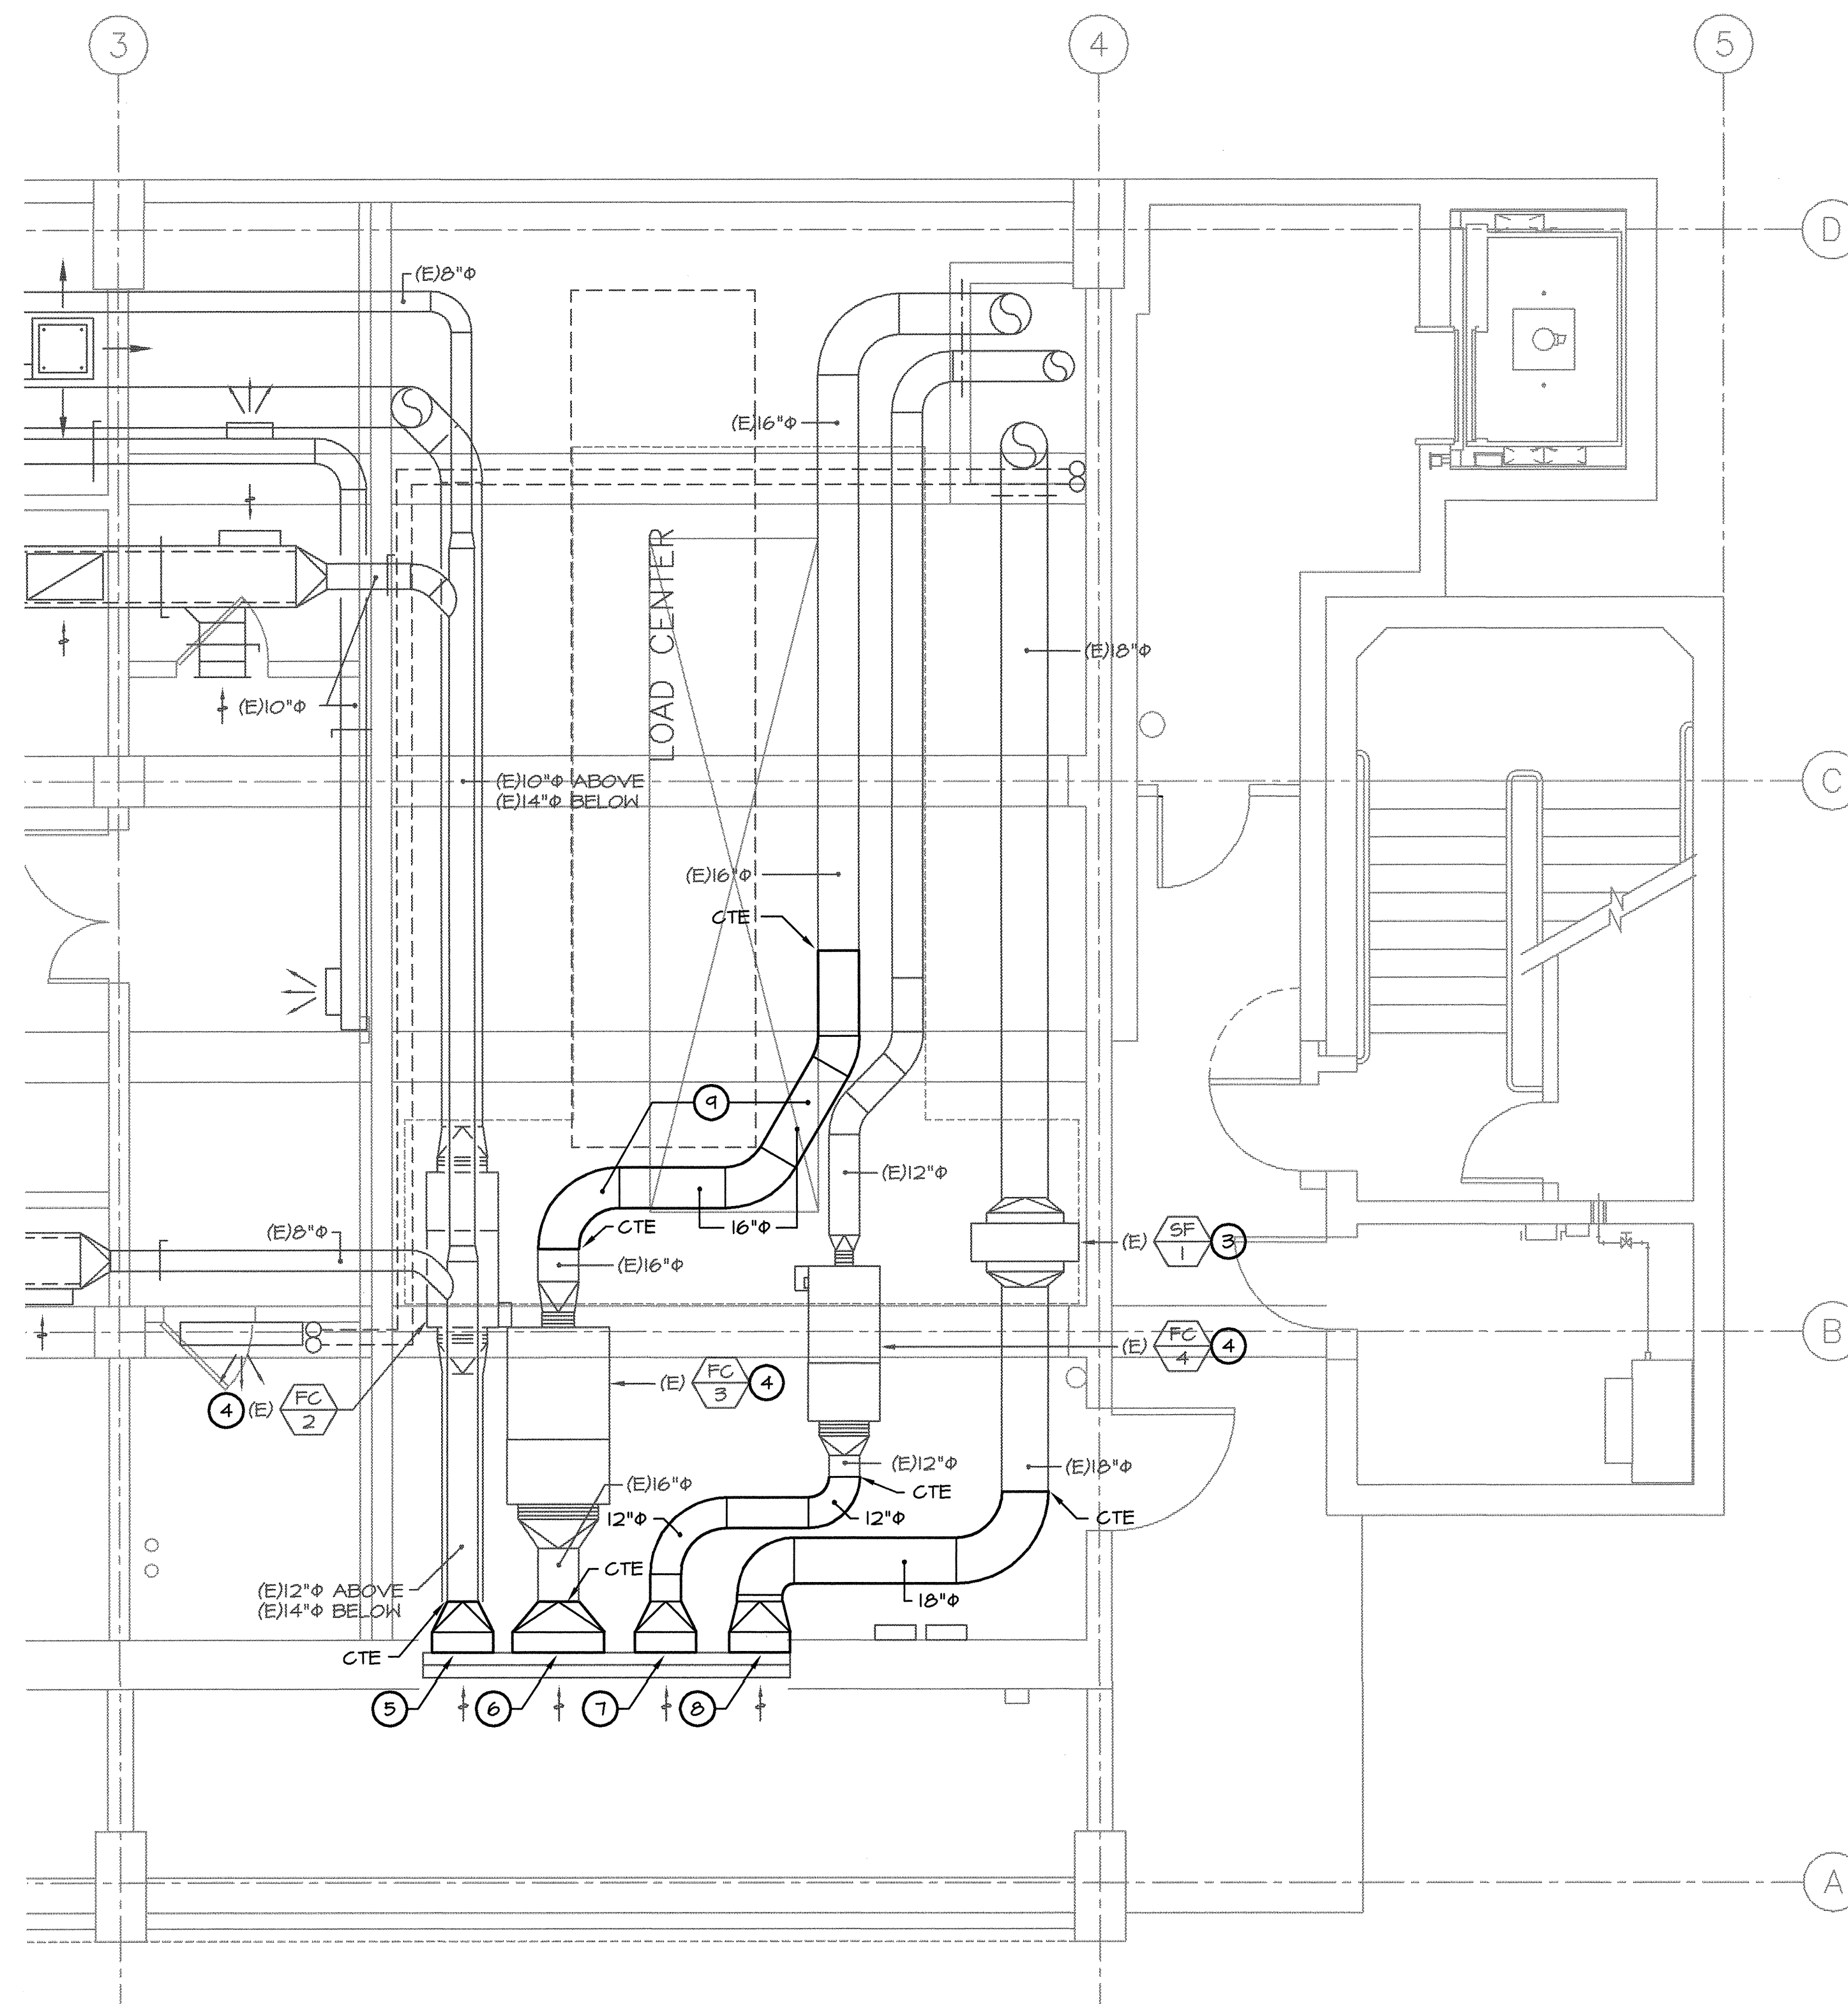 3
4
5
D
(E)8"Φ
(E)16"Φ
(E)18"Φ
LOAD CENTER
(E)10"Φ
(E)10"Φ ABOVE
(E)14"Φ BELOW
C
(E)16"Φ
CTE
9
(E)12"Φ
(E)8"Φ
CTE
16"Φ
(E)
SF
1
3
(E)16"Φ
B
(E)
FC
4
4
(E)
FC
3
4
4
(E)
FC
2
(E)12"Φ
(E)18"Φ
(E)16"Φ
CTE
12"Φ
12"Φ
CTE
CTE
(E)12"Φ ABOVE
(E)14"Φ BELOW
18"Φ
CTE
5
6
7
8
A